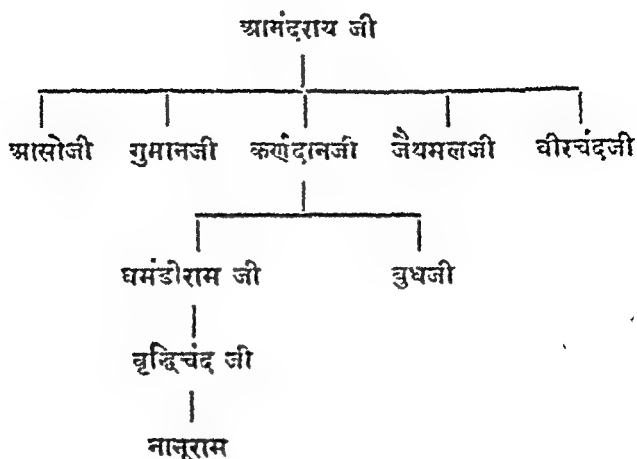 आमंदराय जी
आसोजी गुमानजी कर्णदानजी जैयमलजी वीरचंदजी
घमंडीराम जी बुधजी
वृद्धिचंद जी
नानूराम